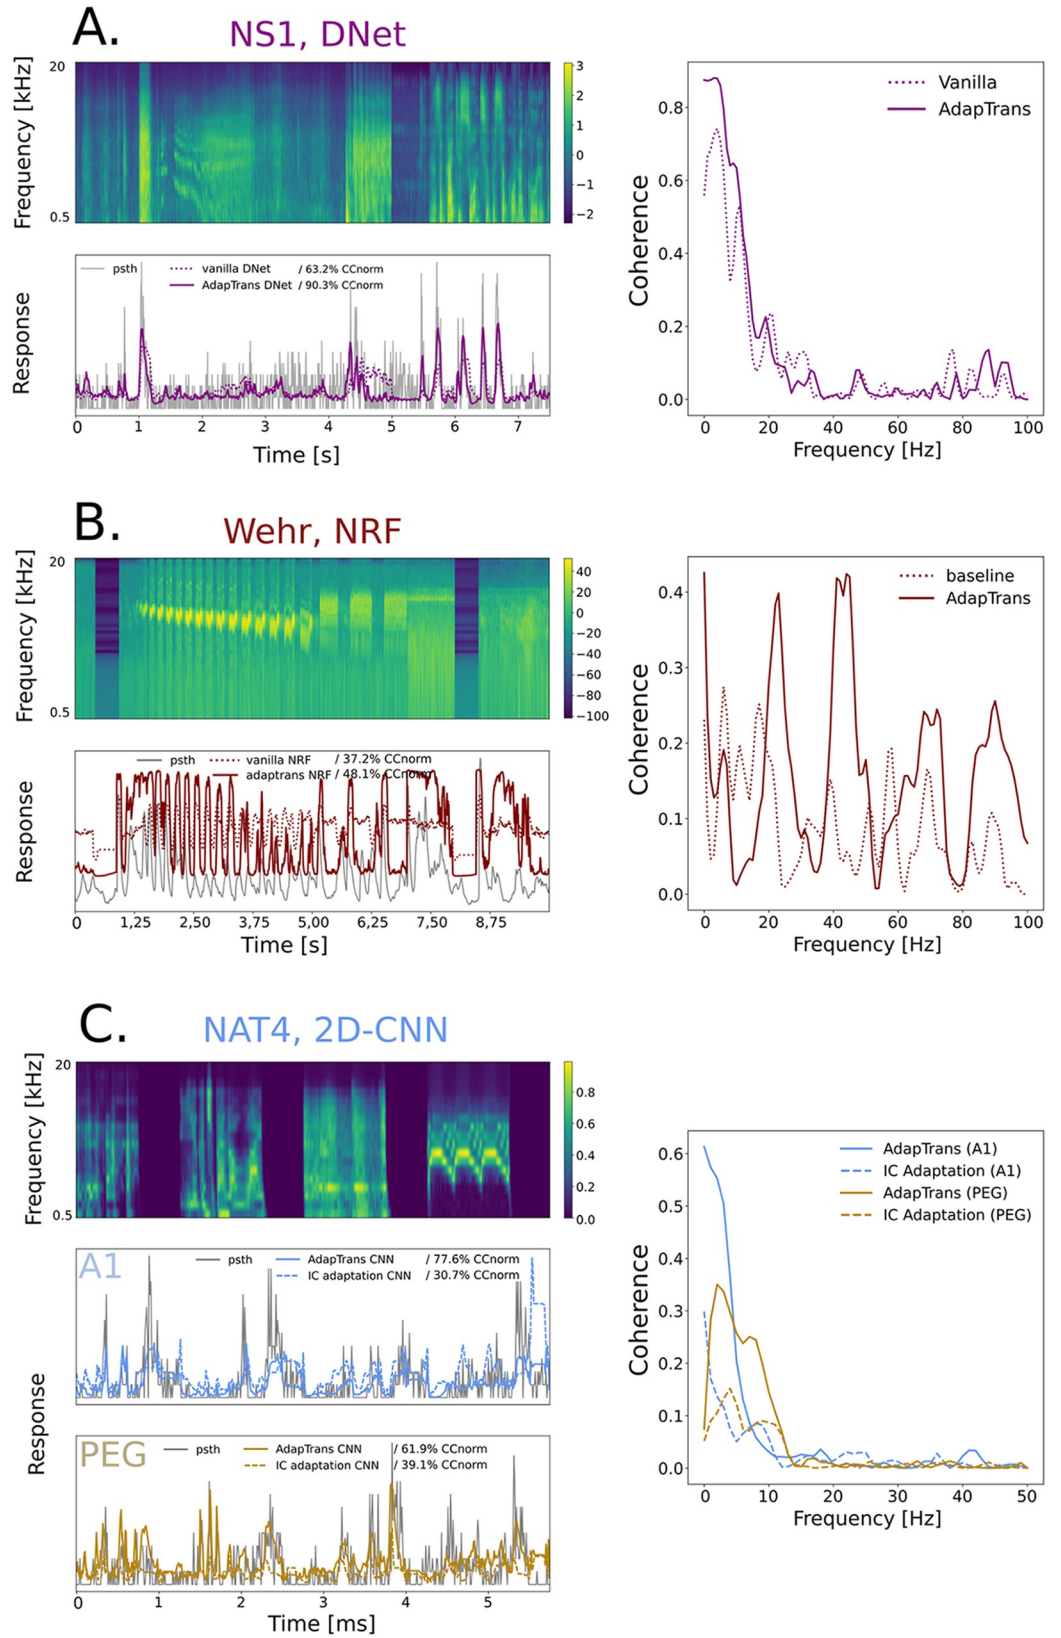 A.
NS1, DNet
Frequency [kHz]
20
0.5
3
2
1
0
−1
−2
Response
psth
vanilla DNet / 63.2% CCnorm
AdapTrans DNet / 90.3% CCnorm
0 1 2 3 4 5 6 7
Time [s]
Coherence
0.8
0.6
0.4
0.2
0.0
Vanilla
AdapTrans
0 20 40 60 80 100
Frequency [Hz]
B.
Wehr, NRF
Frequency [kHz]
20
0.5
40
20
0
−20
−40
−60
−80
−100
Response
psth
vanilla NRF / 37.2% CCnorm
adaptrans NRF / 48.1% CCnorm
0 1,25 2,50 3,75 5,00 6,25 7,50 8,75
Time [s]
Coherence
0.4
0.3
0.2
0.1
0.0
baseline
AdapTrans
0 20 40 60 80 100
Frequency [Hz]
C.
NAT4, 2D-CNN
Frequency [kHz]
20
0.5
0.8
0.6
0.4
0.2
0.0
Response
A1
psth
AdapTrans CNN / 77.6% CCnorm
IC adaptation CNN / 30.7% CCnorm
PEG
psth
AdapTrans CNN / 61.9% CCnorm
IC adaptation CNN / 39.1% CCnorm
0 1 2 3 4 5
Time [ms]
Coherence
0.6
0.5
0.4
0.3
0.2
0.1
0.0
AdapTrans (A1)
IC Adaptation (A1)
AdapTrans (PEG)
IC Adaptation (PEG)
0 10 20 30 40 50
Frequency [Hz]